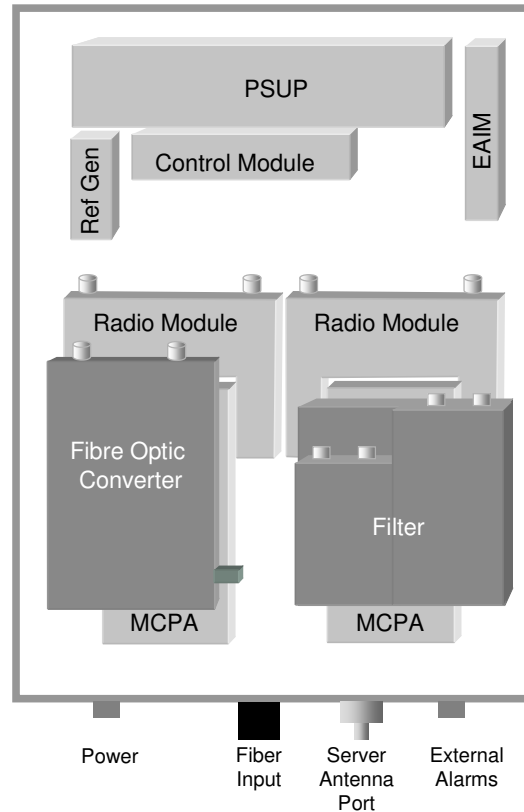 PSUP
EAIM
Ref Gen
Control Module
Radio Module
Radio Module
Fibre Optic
Converter
Filter
MCPA
MCPA
Power
Fiber
Input
Server
Antenna
Port
External
Alarms